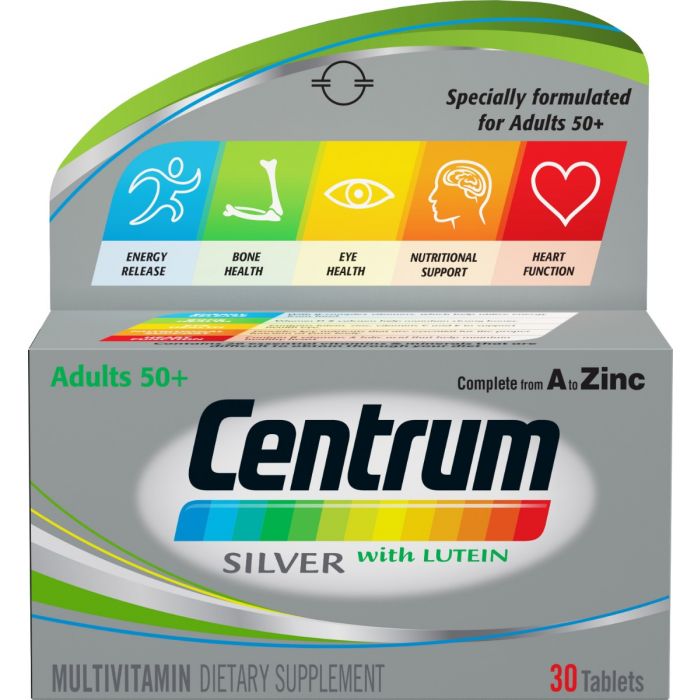 Specially formulated
for Adults 50+
ENERGY
RELEASE
BONE
HEALTH
EYE
HEALTH
NUTRITIONAL
SUPPORT
HEART
FUNCTION
Adults 50+
Complete from A to Zinc
Centrum
SILVER with LUTEIN
MULTIVITAMIN DIETARY SUPPLEMENT
30 Tablets